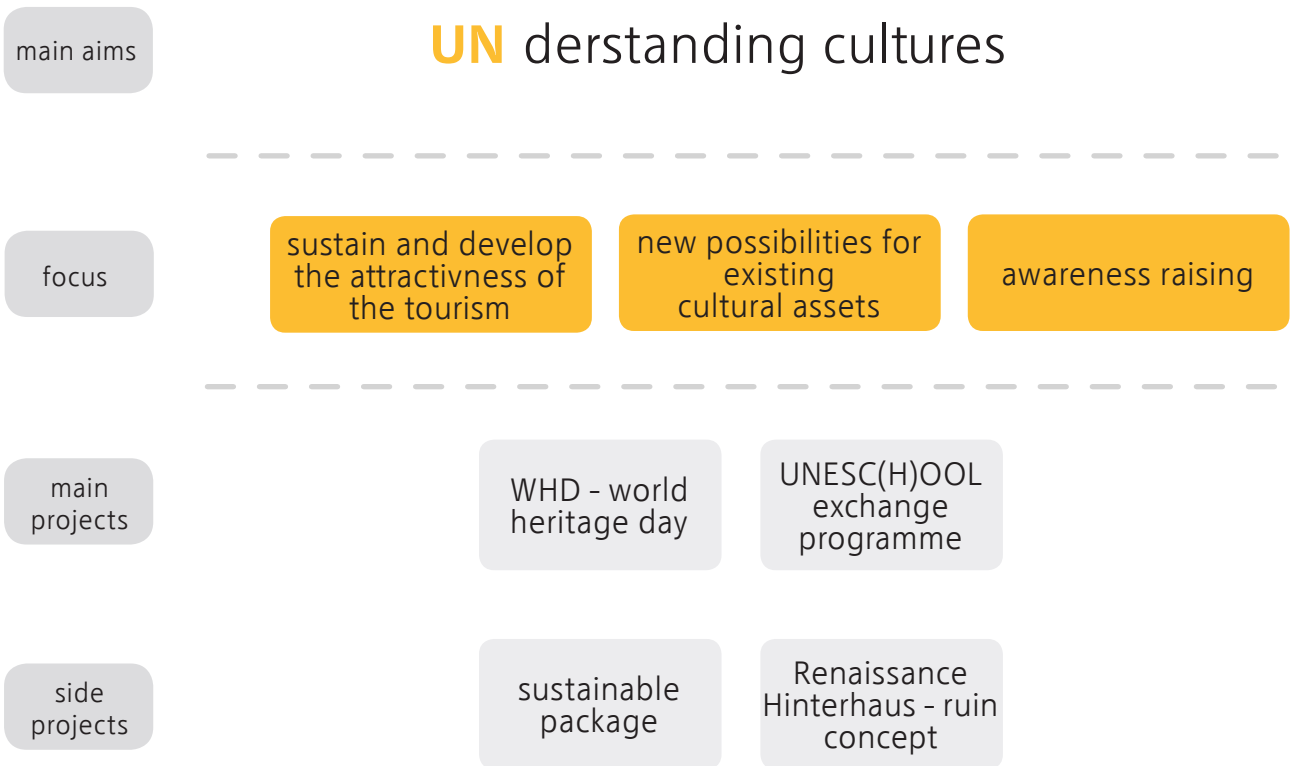 main aims
UN derstanding cultures
focus
sustain and develop
the attractivness of
the tourism
new possibilities for
existing
cultural assets
awareness raising
main
projects
WHD - world
heritage day
UNESC(H)OOL
exchange
programme
side
projects
sustainable
package
Renaissance
Hinterhaus - ruin
concept